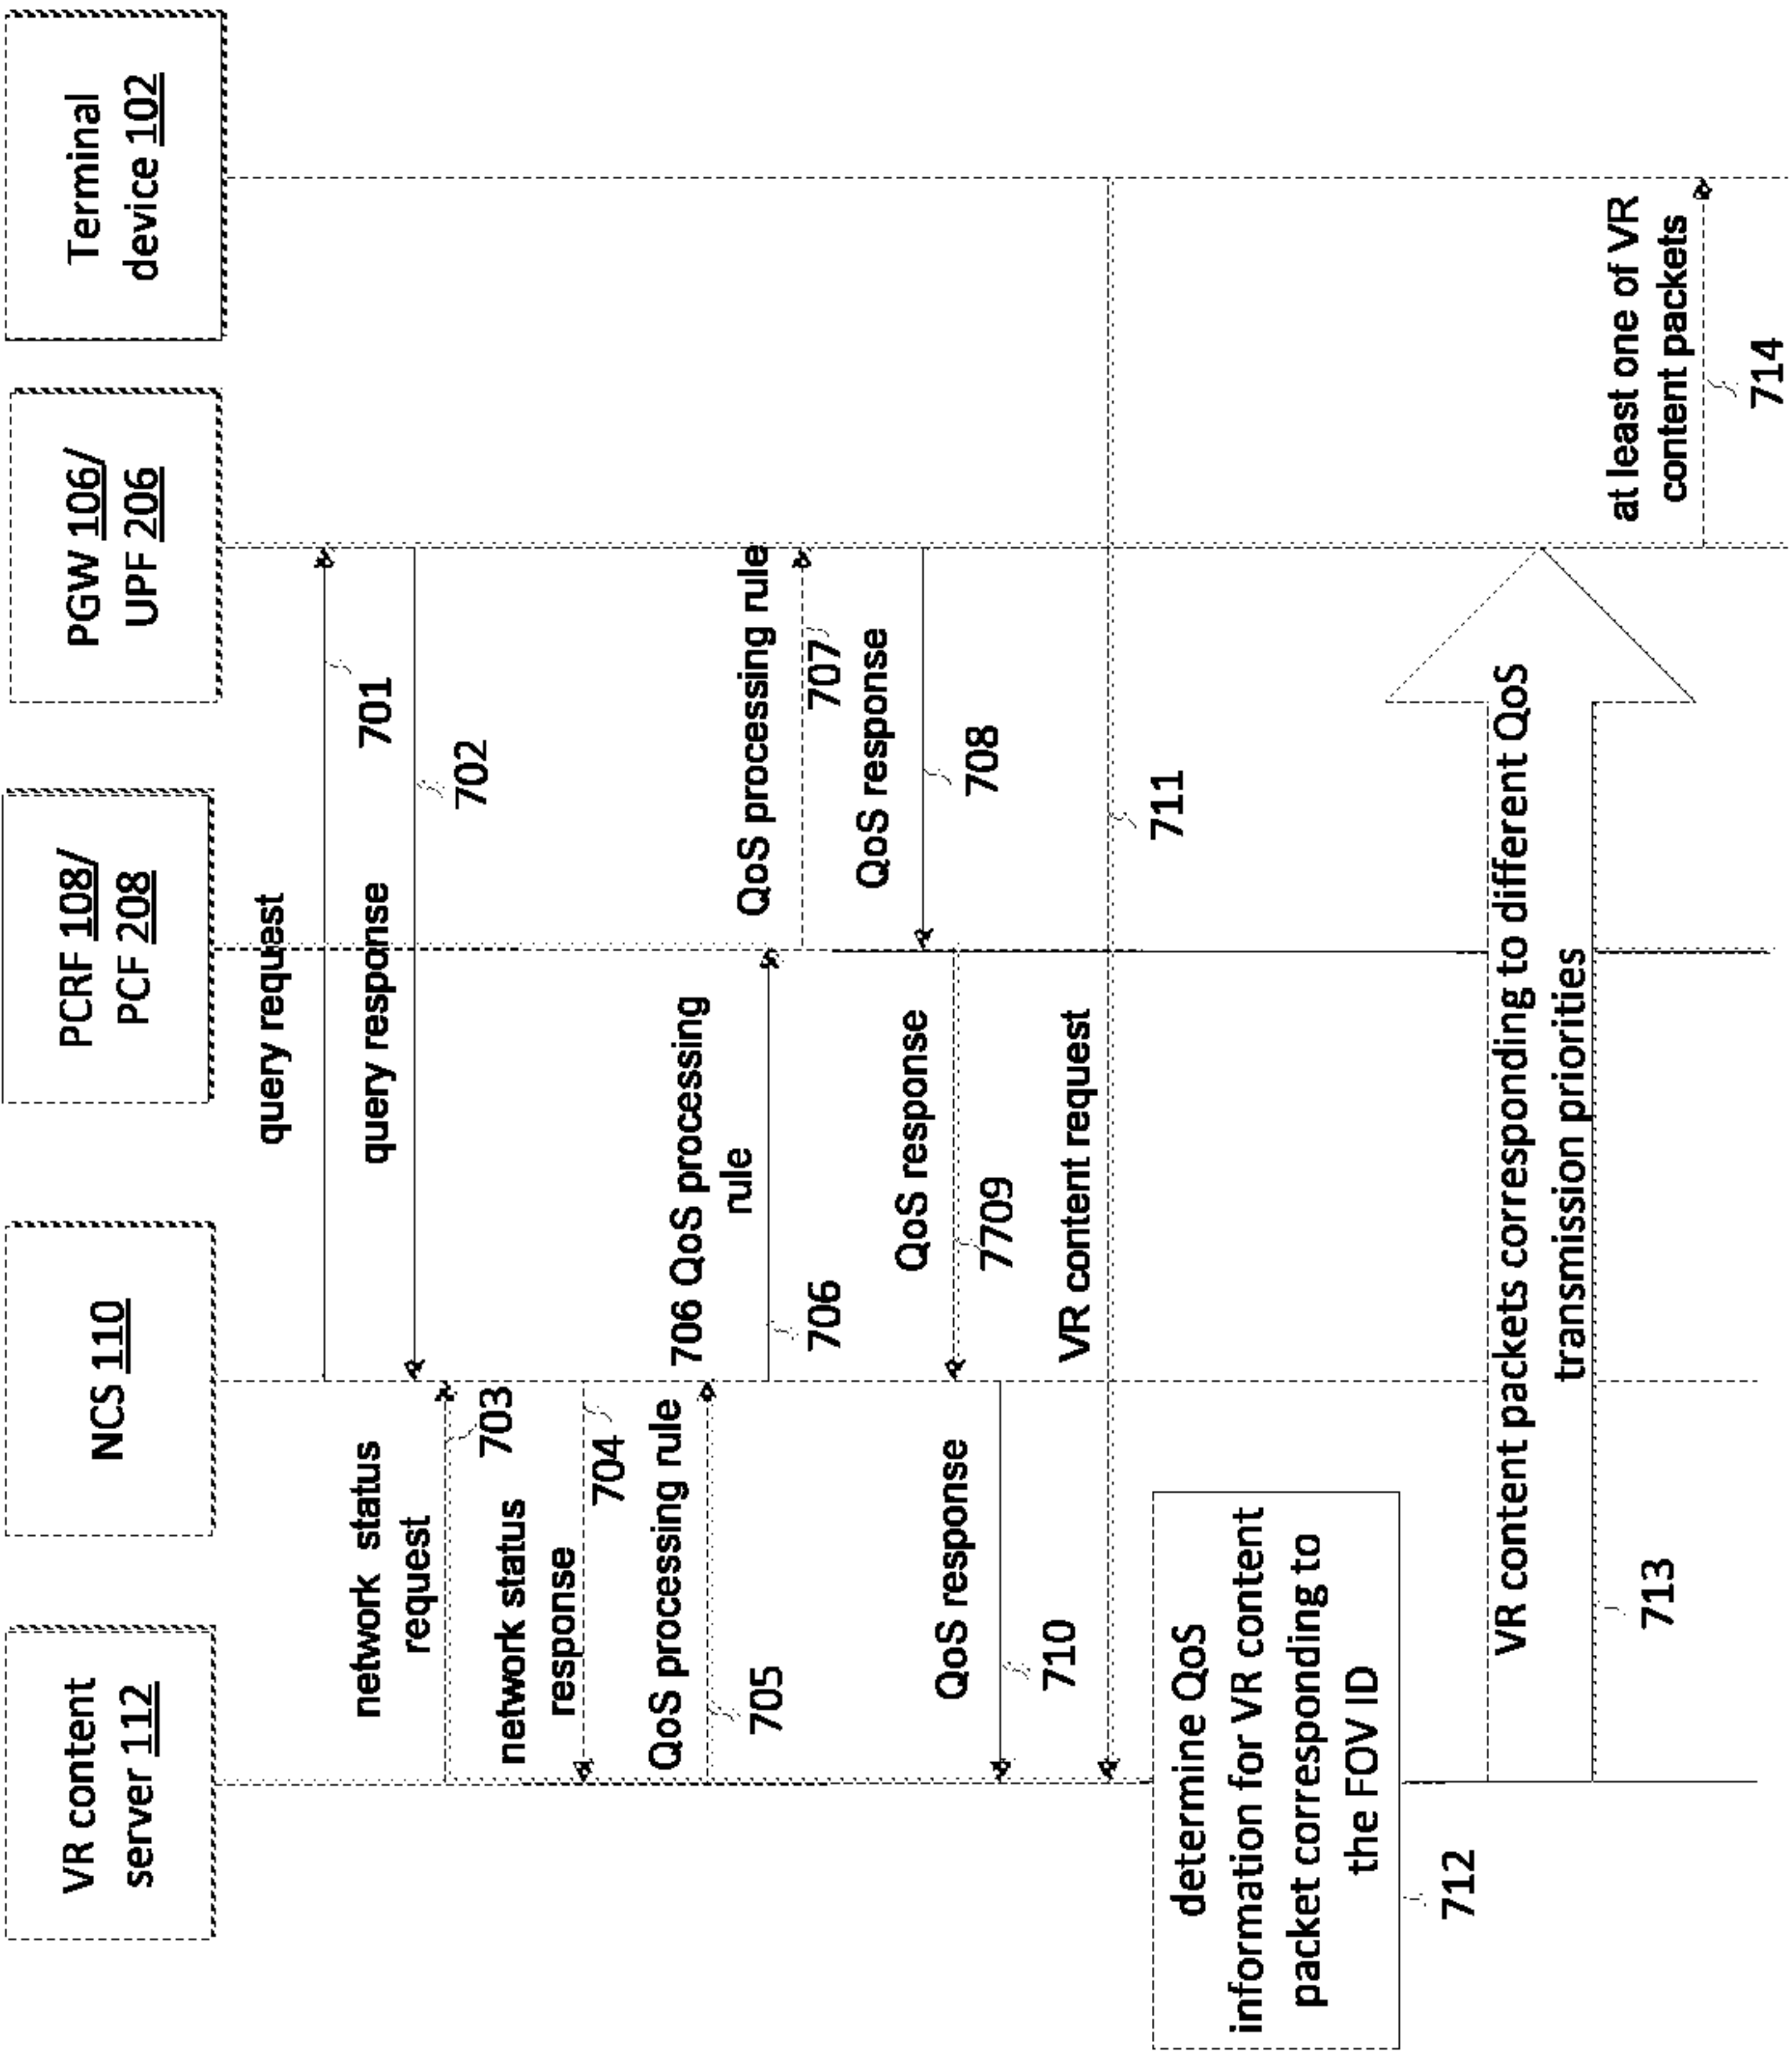 VR content
server 112
NCS 110
PCRF 108/
PCF 208
PGW 106/
UPF 206
Terminal
device 102
query request
701
query response
702
network status
request
703
network status
response
704
QoS processing rule
705
706 QoS processing
rule
706
QoS processing rule
707
QoS response
708
QoS response
7709
QoS response
710
VR content request
711
determine QoS
information for VR content
packet corresponding to
the FOV ID
712
VR content packets corresponding to different QoS
transmission priorities
713
at least one of VR
content packets
714